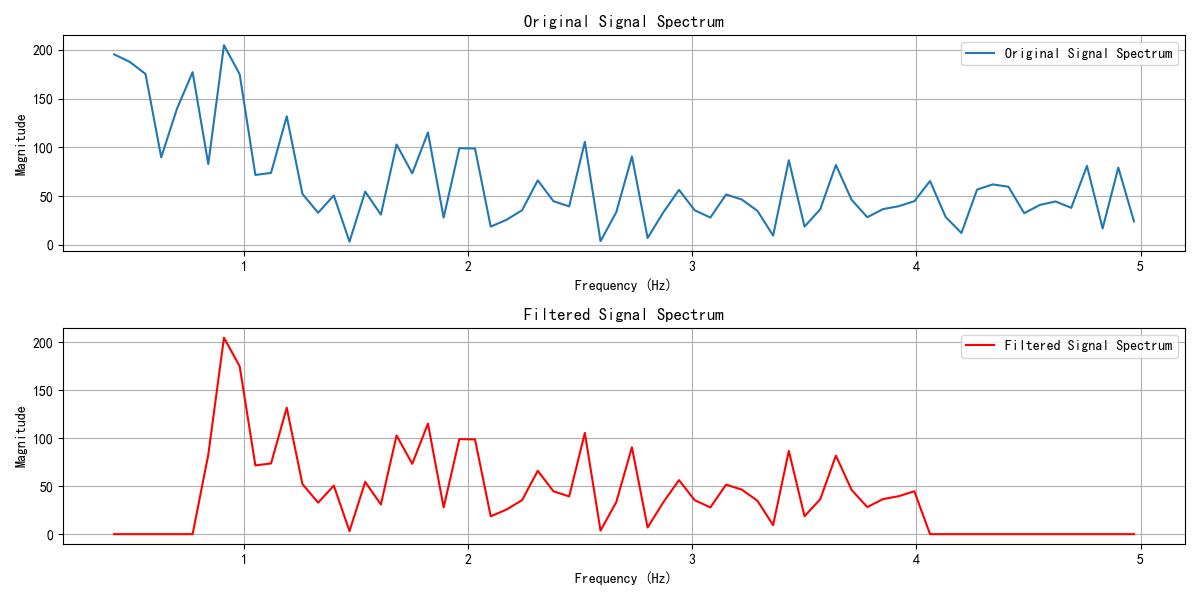 Original Signal Spectrum
Original Signal Spectrum
200
150
100
50
0
Magnitude
1
2
3
4
5
Frequency (Hz)
Filtered Signal Spectrum
Filtered Signal Spectrum
200
150
100
50
0
Magnitude
1
2
3
4
5
Frequency (Hz)